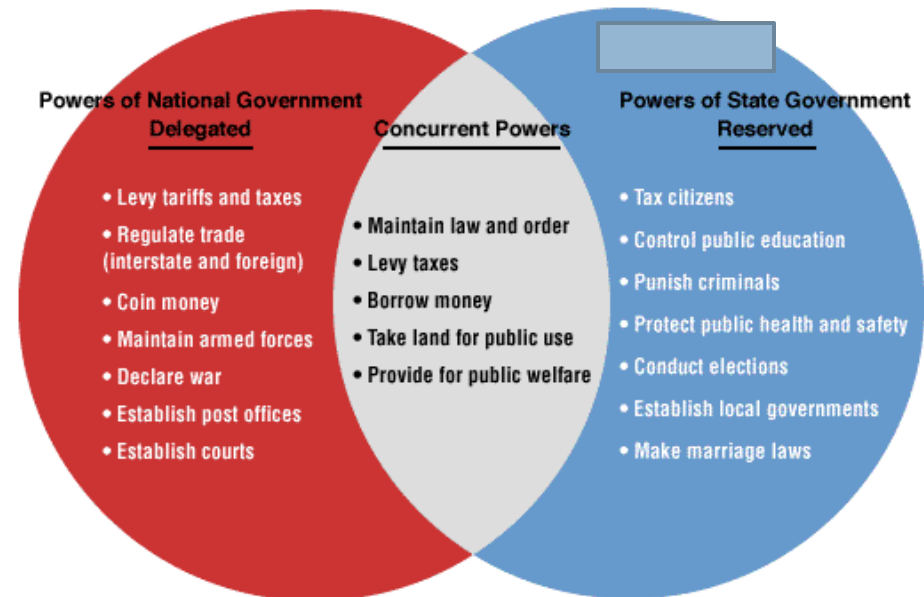 Powers of National Government
Delegated
• Levy tariffs and taxes
• Regulate trade
(interstate and foreign)
• Coin money
• Maintain armed forces
• Declare war
• Establish post offices
• Establish courts
Concurrent Powers
• Maintain law and order
• Levy taxes
• Borrow money
• Take land for public use
• Provide for public welfare
Powers of State Government
Reserved
• Tax citizens
• Control public education
• Punish criminals
• Protect public health and safety
• Conduct elections
• Establish local governments
• Make marriage laws